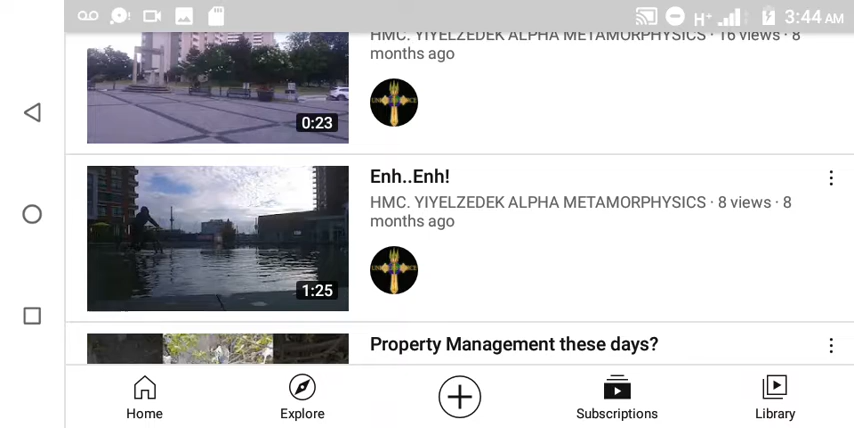 H+
3:44 AM
HMC. YIYELZEDEK ALPHA METAMORPHYSICS · 16 views · 8
months ago
0:23
Enh..Enh!
HMC. YIYELZEDEK ALPHA METAMORPHYSICS · 8 views · 8
months ago
1:25
Property Management these days?
Home
Explore
Subscriptions
Library